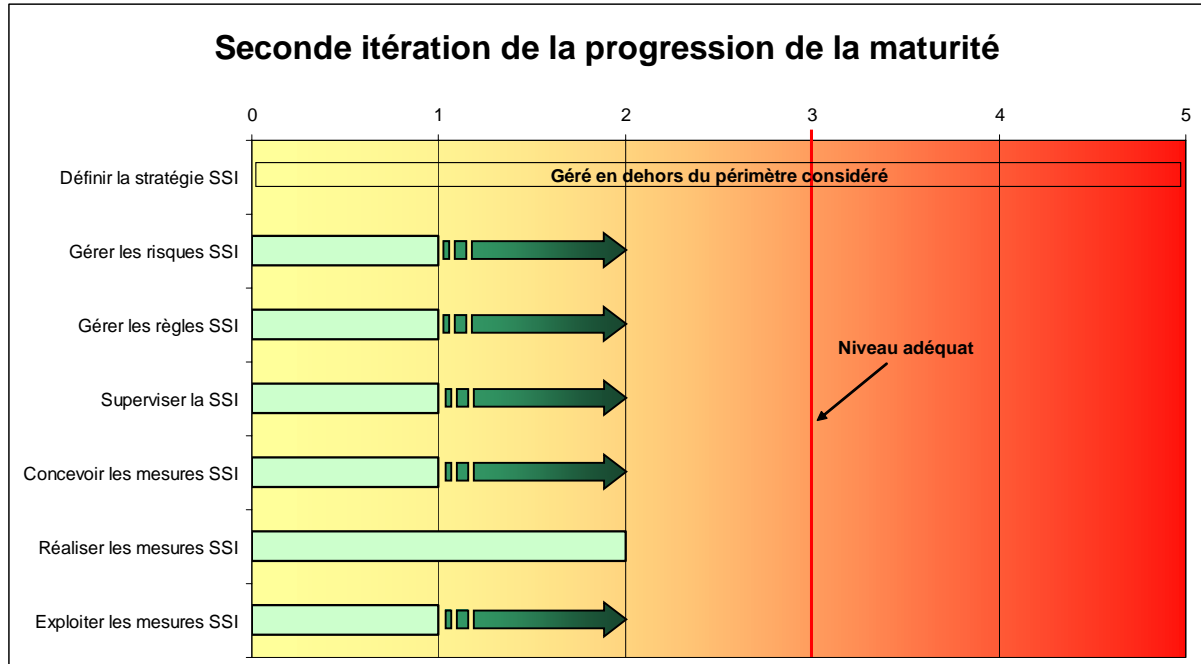 Seconde itération de la progression de la maturité
0 1 2 3 4 5
Définir la stratégie SSI
Géré en dehors du périmètre considéré
Gérer les risques SSI
Gérer les règles SSI
Niveau adéquat
Superviser la SSI
Concevoir les mesures SSI
Réaliser les mesures SSI
Exploiter les mesures SSI